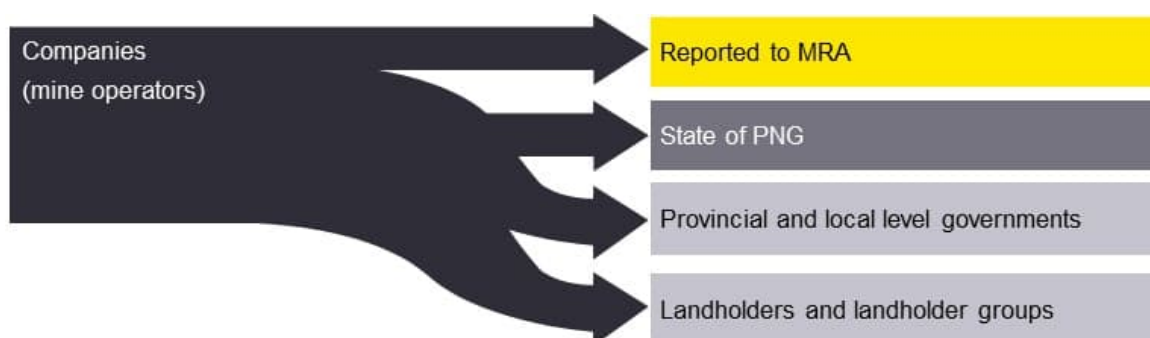 Companies
(mine operators)
Reported to MRA
State of PNG
Provincial and local level governments
Landholders and landholder groups